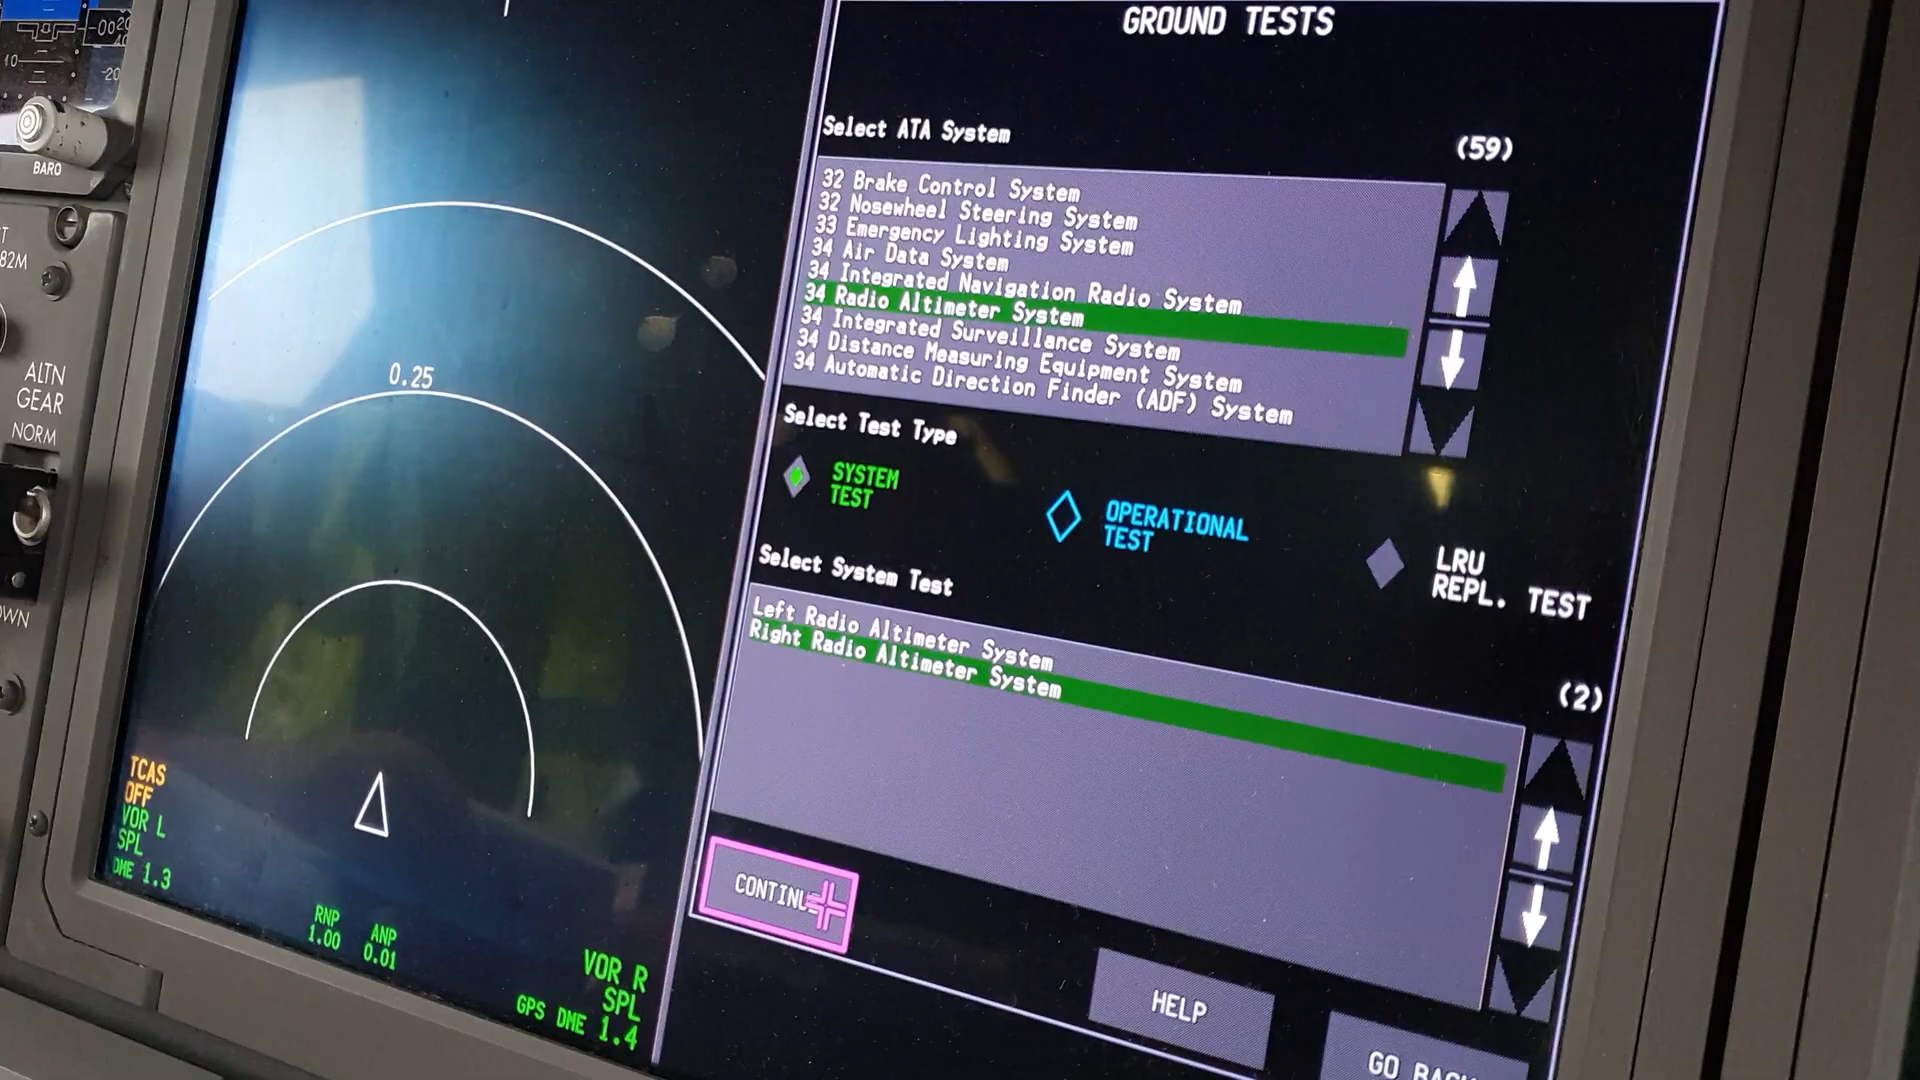 GROUND TESTS
Select ATA System
(59)
32 Brake Control System
32 Nosewheel Steering System
33 Emergency Lighting System
34 Air Data System
34 Integrated Navigation Radio System
34 Radio Altimeter System
34 Integrated Surveillance System
34 Distance Measuring Equipment System
34 Automatic Direction Finder (ADF) System
Select Test Type
SYSTEM
TEST
OPERATIONAL
TEST
LRU
REPL. TEST
Select System Test
(2)
Left Radio Altimeter System
Right Radio Altimeter System
HELP
GO BACK
0.25
TCAS
OFF
VOR L
SPL
DME 1.3
RNP
1.00
ANP
0.01
VOR R
SPL
GPS DME 1.4
10
20
BARO
82M
ALTN
GEAR
NORM